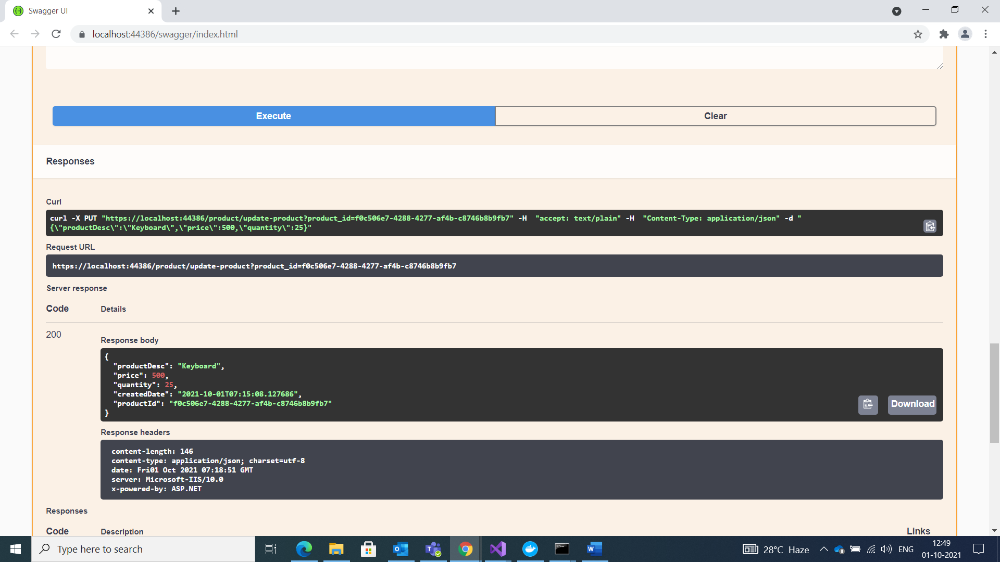 Swagger UI
localhost:44386/swagger/index.html
Execute
Clear
Responses
Curl
curl -X PUT "https://localhost:44386/product/update-product?product_id=f0c506e7-4288-4277-af4b-c8746b8b9fb7" -H  "accept: text/plain" -H  "Content-Type: application/json" -d "
{\"productDesc\":\"Keyboard\",\"price\":500,\"quantity\":25}"
Request URL
https://localhost:44386/product/update-product?product_id=f0c506e7-4288-4277-af4b-c8746b8b9fb7
Server response
Code Details
200
Response body
{
"productDesc": "Keyboard",
"price": 500,
"quantity": 25,
"createdDate": "2021-10-01T07:15:08.127686",
"productId": "f0c506e7-4288-4277-af4b-c8746b8b9fb7"
}
Download
Response headers
content-length: 146
content-type: application/json; charset=utf-8
date: Fri01 Oct 2021 07:18:51 GMT
server: Microsoft-IIS/10.0
x-powered-by: ASP.NET
Responses
Code Description Links
Type here to search
28°C Haze
ENG
12:49
01-10-2021